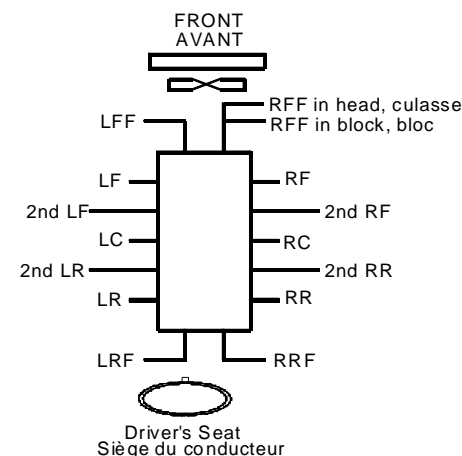 FRONT
AVANT
RFF in head, culasse
LFF
RFF in block, bloc
LF
RF
2nd LF
2nd RF
LC
RC
2nd LR
2nd RR
LR
RR
LRF
RRF
Driver's Seat
Siège du conducteur